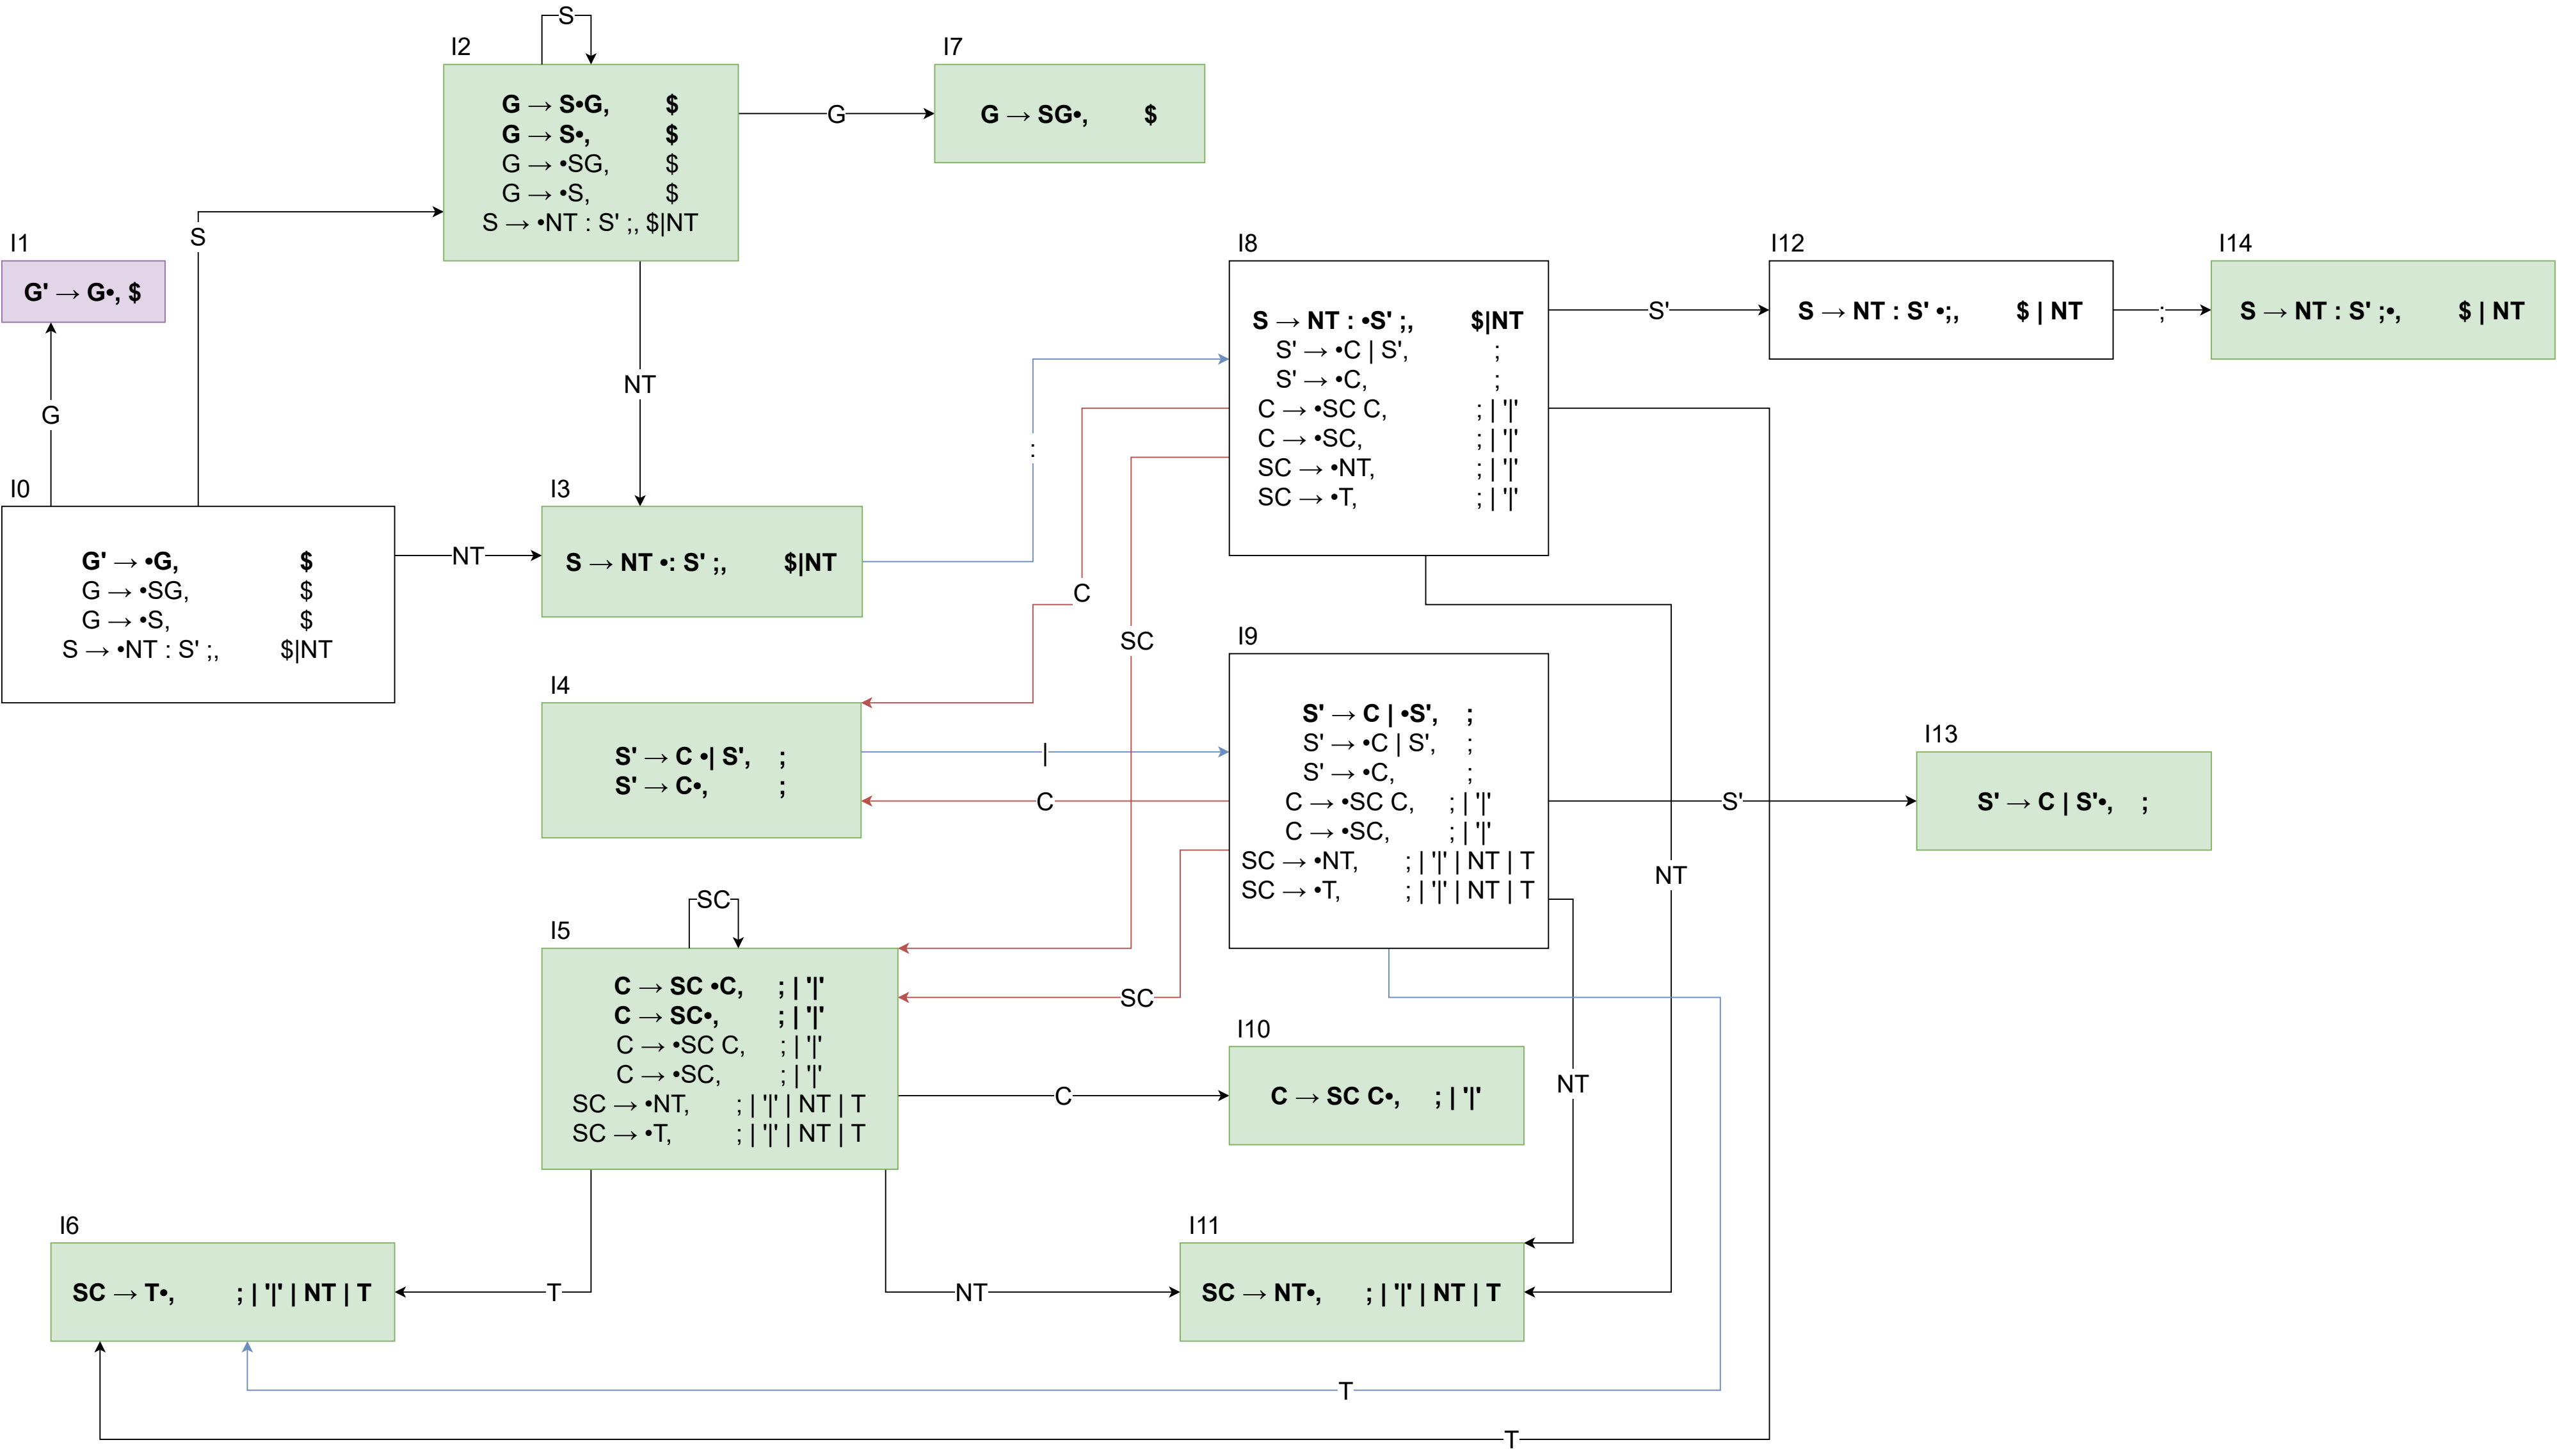 S
I2
G → S•G, $
G → S•, $
G → •SG, $
G → •S, $
S → •NT : S' ;, $|NT
G
I7
G → SG•, $
S
I1
G' → G•, $
G
NT
I0
G' → •G, $
G → •SG, $
G → •S, $
S → •NT : S' ;, $|NT
NT
I3
S → NT •: S' ;, $|NT
:
I8
S → NT : •S' ;, $|NT
S' → •C | S', ;
S' → •C, ;
C → •SC C, ; | '|'
C → •SC, ; | '|'
SC → •NT, ; | '|'
SC → •T, ; | '|'
S'
I12
S → NT : S' •;, $ | NT
;
I14
S → NT : S' ;•, $ | NT
C
SC
I4
S' → C •| S', ;
S' → C•, ;
|
C
I9
S' → C | •S', ;
S' → •C | S', ;
S' → •C, ;
C → •SC C, ; | '|'
C → •SC, ; | '|'
SC → •NT, ; | '|' | NT | T
SC → •T, ; | '|' | NT | T
S'
I13
S' → C | S'•, ;
NT
SC
SC
I5
C → SC •C, ; | '|'
C → SC•, ; | '|'
C → •SC C, ; | '|'
C → •SC, ; | '|'
SC → •NT, ; | '|' | NT | T
SC → •T, ; | '|' | NT | T
C
I10
C → SC C•, ; | '|'
NT
I6
SC → T•, ; | '|' | NT | T
T
NT
I11
SC → NT•, ; | '|' | NT | T
T
T